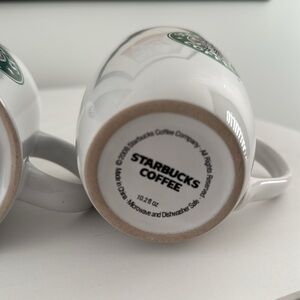 © 2008 Starbucks Coffee Company · All Rights Reserved.
STARBUCKS
COFFEE
10.2 fl oz
Made in China · Microwave and Dishwasher Safe